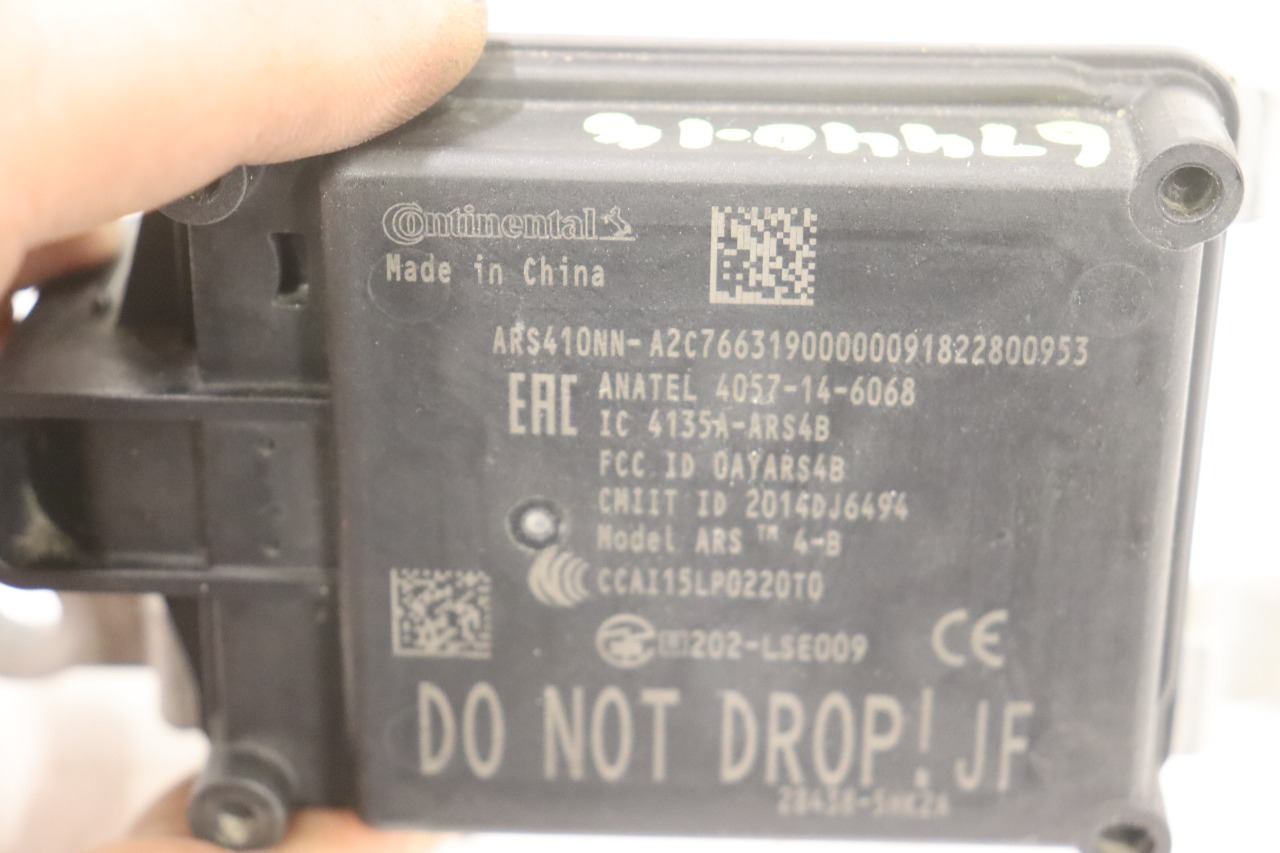 67440-18
Continental
Made in China
ARS410NN- A2C76631900000091822800953
EAC ANATEL 4057-14-6068
IC 4135A-ARS4B
FCC ID OAYARS4B
CMIIT ID 2014DJ6494
Model ARS ™ 4-B
CCAI15LP0220T0
R 202-LSE009 CE
DO NOT DROP! JF